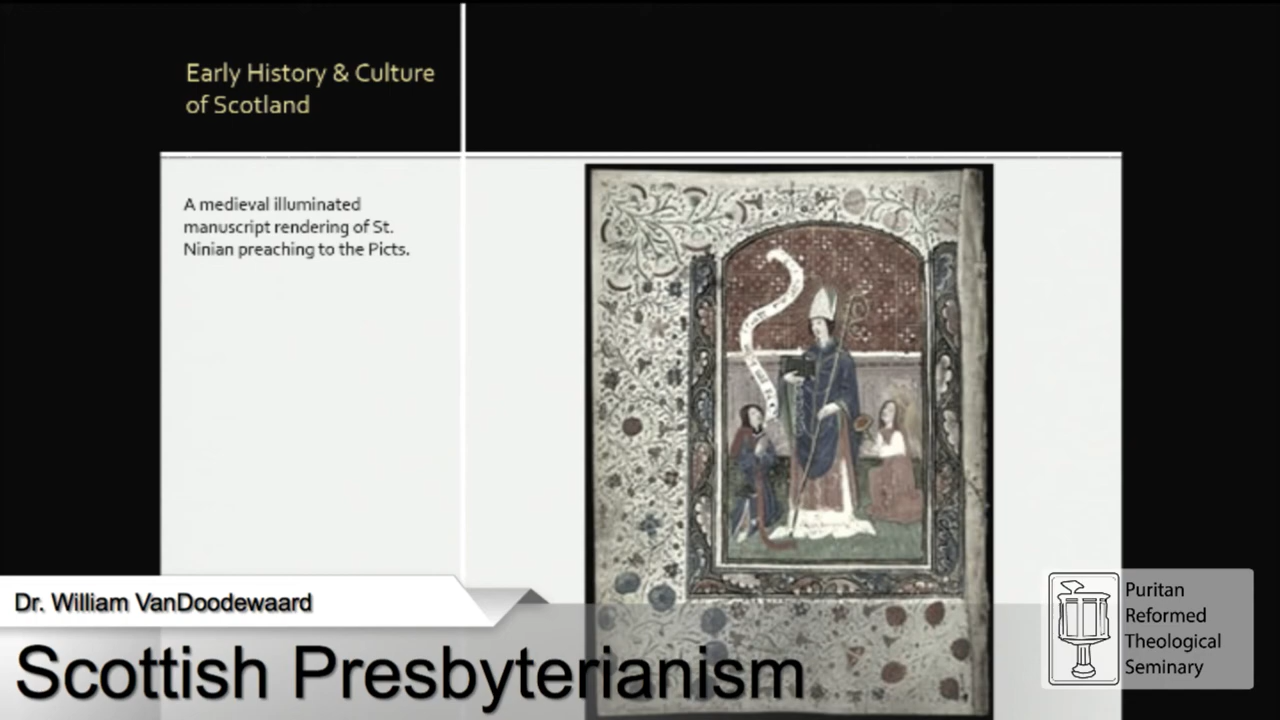 Early History & Culture
of Scotland
A medieval illuminated
manuscript rendering of St.
Ninian preaching to the Picts.
Dr. William VanDoodewaard
Scottish Presbyterianism
Puritan
Reformed
Theological
Seminary